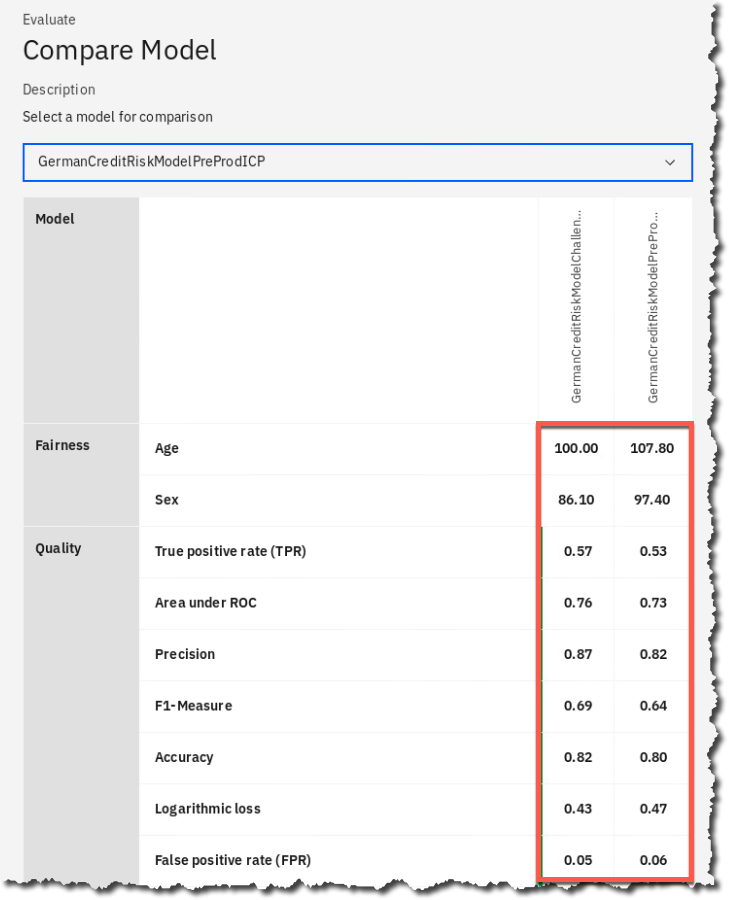 Evaluate
Compare Model
Description
Select a model for comparison
GermanCreditRiskModelPreProdICP
Model
GermanCreditRiskModelChallen...
GermanCreditRiskModelPrePro...
Fairness Age 100.00 107.80
Sex 86.10 97.40
Quality True positive rate (TPR) 0.57 0.53
Area under ROC 0.76 0.73
Precision 0.87 0.82
F1-Measure 0.69 0.64
Accuracy 0.82 0.80
Logarithmic loss 0.43 0.47
False positive rate (FPR) 0.05 0.06